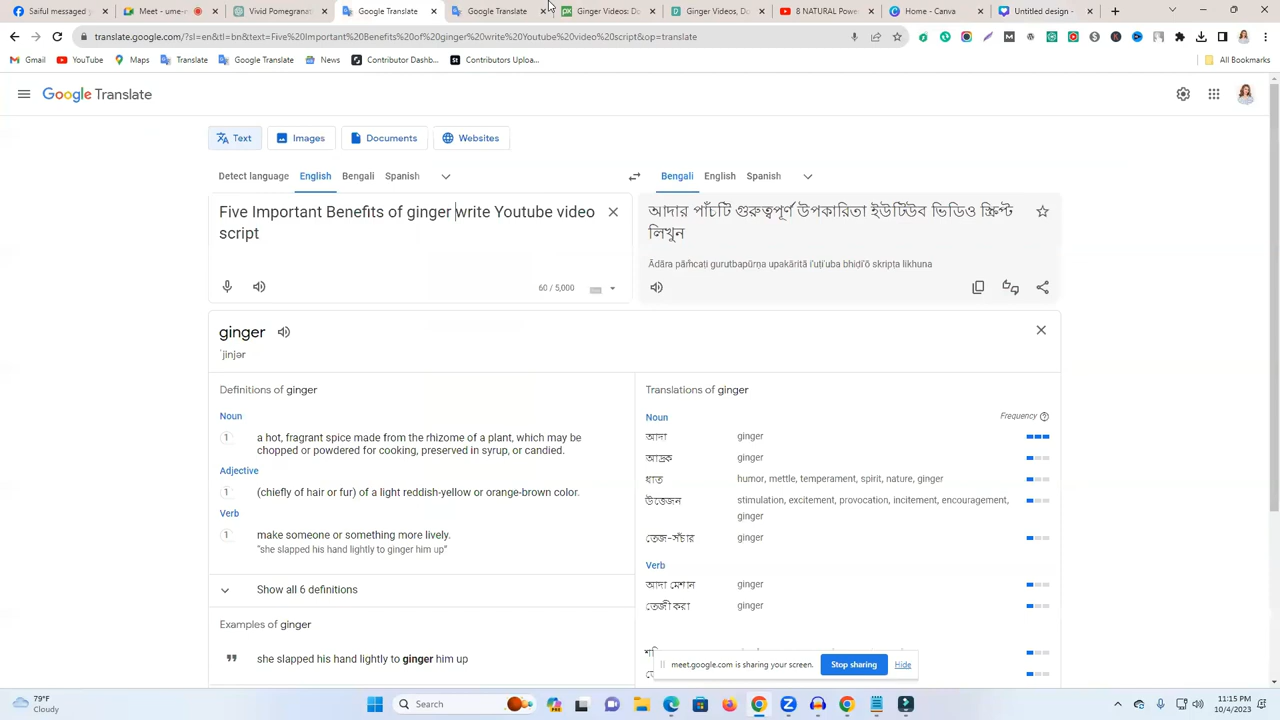 Saidul messaged y
Meet - ume-
YouTube video
Google Translate
Google Translate
Ginger Videos: Do
Ginger Videos, Do
8 NATURAL Power
Home - Canva
Untitled design -
translate.google.com/?sl=en&tl=bn&text=Five%20Important%20Benefits%20of%20ginger%20write%20Youtube%20video%20script&op=translate
Gmail
YouTube
Maps
Translate
Google Translate
News
Contributor Dashb...
Contributors Uploa...
All Bookmarks
Google Translate
Text
Images
Documents
Websites
Detect language English Bengali Spanish
Bengali English Spanish
Five Important Benefits of ginger write Youtube video
script
আদার পাঁচটি গুরুত্বপূর্ণ উপকারিতা ইউটিউব ভিডিও স্ক্রিপ্ট
লিখুন
Ādāra pām̐caṭi gurutbapūrṇa upakāritā i'uṭi'uba bhiḍi'ō skripṭa likhuna
60 / 5,000
ginger
ˈjinjər
Definitions of ginger
Noun
1 a hot, fragrant spice made from the rhizome of a plant, which may be
chopped or powdered for cooking, preserved in syrup, or candied.
Adjective
1 (chiefly of hair or fur) of a light reddish-yellow or orange-brown color.
Verb
1 make someone or something more lively.
"she slapped his hand lightly to ginger him up"
Show all 6 definitions
Examples of ginger
she slapped his hand lightly to ginger him up
Translations of ginger
Noun
Frequency
আদা ginger
আদ্রক ginger
ধাত humor, mettle, temperament, spirit, nature, ginger
উত্তেজন stimulation, excitement, provocation, incitement, encouragement,
ginger
তেজ-সঁচার ginger
Verb
আদা মেশান ginger
তেজী করা ginger
meet.google.com is sharing your screen.
Stop sharing
Hide
79°F
Cloudy
Search
11:15 PM
10/4/2023